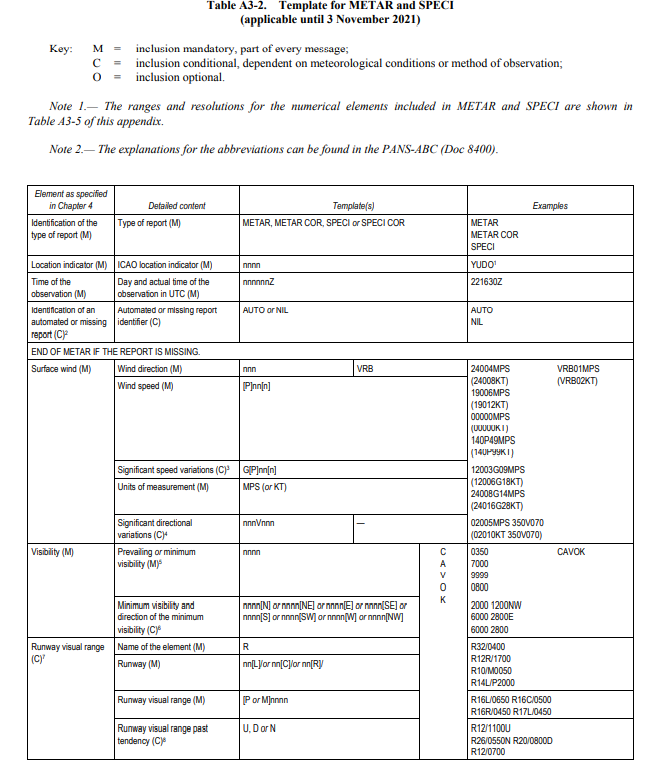 Table A3-2. Template for METAR and SPECI
(applicable until 3 November 2021)
Key: M = inclusion mandatory, part of every message;
C = inclusion conditional, dependent on meteorological conditions or method of observation;
O = inclusion optional.
Note 1.— The ranges and resolutions for the numerical elements included in METAR and SPECI are shown in
Table A3-5 of this appendix.
Note 2.— The explanations for the abbreviations can be found in the PANS-ABC (Doc 8400).
Element as specified
in Chapter 4
Detailed content
Template(s)
Examples
Identification of the
type of report (M)
Type of report (M)
METAR, METAR COR, SPECI or SPECI COR
METAR
METAR COR
SPECI
Location indicator (M)
ICAO location indicator (M)
nnnn
YUDO¹
Time of the
observation (M)
Day and actual time of the
observation in UTC (M)
nnnnnnZ
221630Z
Identification of an
automated or missing
report (C)²
Automated or missing report
identifier (C)
AUTO or NIL
AUTO
NIL
END OF METAR IF THE REPORT IS MISSING.
Surface wind (M)
Wind direction (M)
nnn
VRB
24004MPS
VRB01MPS
(24008KT)
(VRB02KT)
19006MPS
(19012KT)
00000MPS
(00000KT)
140P49MPS
(140P99KT)
Wind speed (M)
[P]nn[n]
Significant speed variations (C)³
G[P]nn[n]
12003G09MPS
(12006G18KT)
24008G14MPS
(24016G28KT)
Units of measurement (M)
MPS (or KT)
Significant directional
variations (C)⁴
nnnVnnn
—
02005MPS 350V070
(02010KT 350V070)
Visibility (M)
Prevailing or minimum
visibility (M)⁵
nnnn
C
A
V
O
K
0350
CAVOK
7000
9999
0800
Minimum visibility and
direction of the minimum
visibility (C)⁶
nnnn[N] or nnnn[NE] or nnnn[E] or nnnn[SE] or
nnnn[S] or nnnn[SW] or nnnn[W] or nnnn[NW]
2000 1200NW
6000 2800E
6000 2800
Runway visual range
(C)⁷
Name of the element (M)
R
R32/0400
R12R/1700
R10/M0050
R14L/P2000
Runway (M)
nn[L]/or nn[C]/or nn[R]/
Runway visual range (M)
[P or M]nnnn
R16L/0650 R16C/0500
R16R/0450 R17L/0450
Runway visual range past
tendency (C)⁸
U, D or N
R12/1100U
R26/0550N R20/0800D
R12/0700